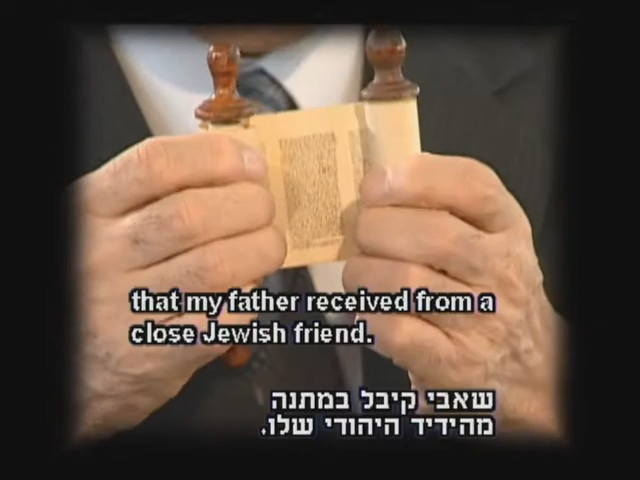 that my father received from a
close Jewish friend.
שאבי קיבל במתנה
מהידיד היהודי שלו.